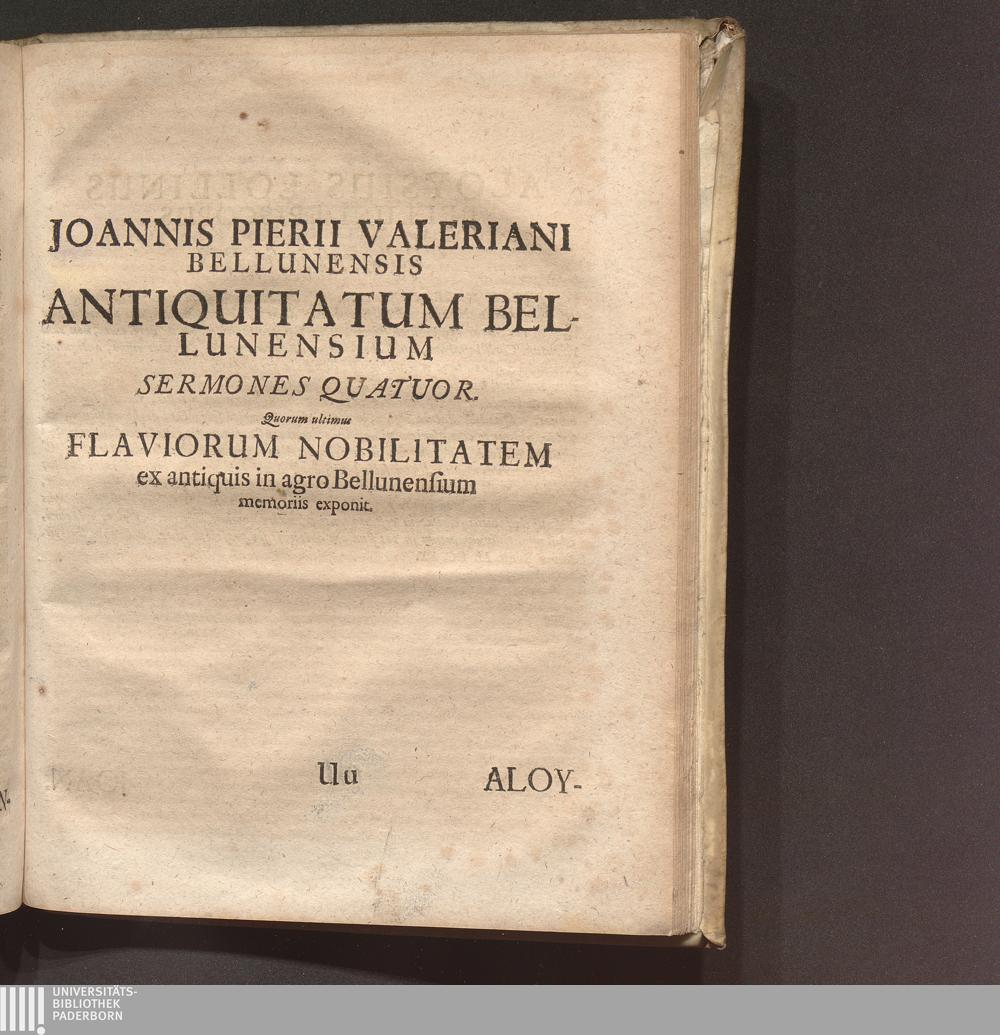 JOANNIS PIERII VALERIANI
BELLUNENSIS
ANTIQUITATUM BEL-
LUNENSIUM
SERMONES QUATUOR.
Quorum ultimus
FLAVIORUM NOBILITATEM
ex antiquis in agro Bellunenſium
memoriis exponit.
Uu
ALOY-
UNIVERSITÄTS-
BIBLIOTHEK
PADERBORN